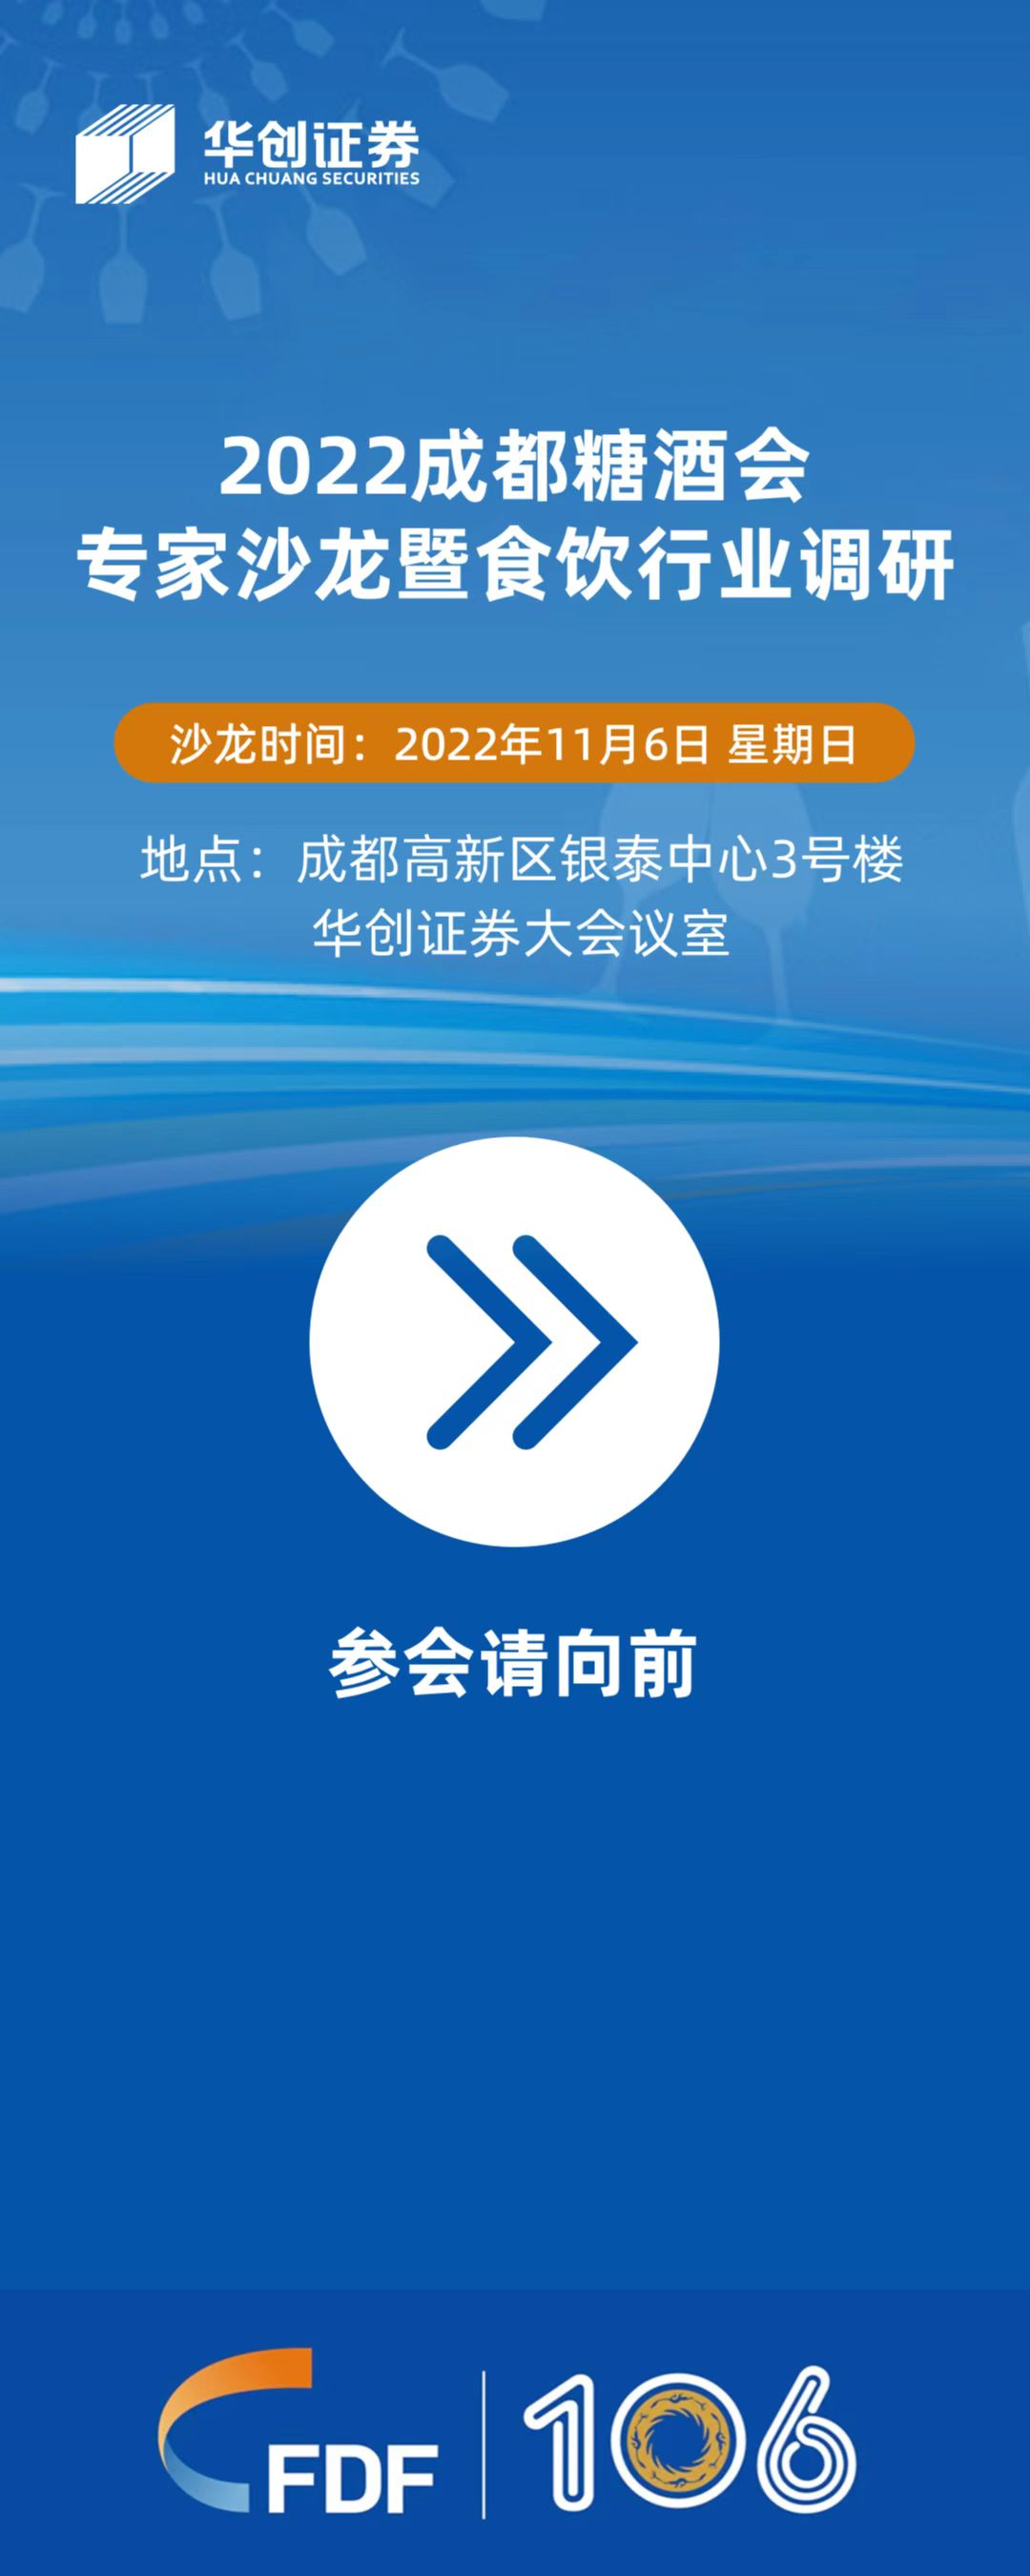 华创证券
HUA CHUANG SECURITIES
2022成都糖酒会
专家沙龙暨食饮行业调研
沙龙时间：2022年11月6日 星期日
地点：成都高新区银泰中心3号楼
华创证券大会议室
参会请向前
CFDF 106